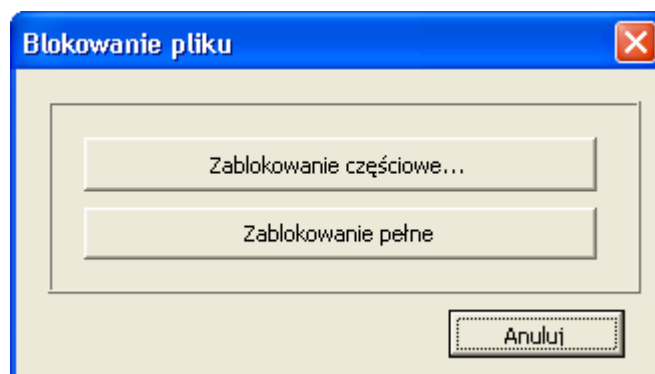 Blokowanie pliku
Zablokowanie częściowe...
Zablokowanie pełne
Anuluj